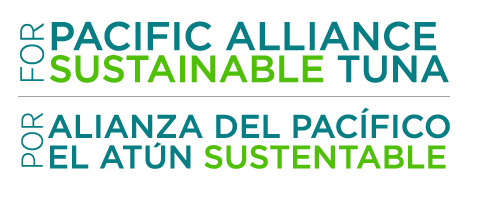 FOR
PACIFIC ALLIANCE
SUSTAINABLE TUNA
POR
ALIANZA DEL PACÍFICO
EL ATÚN SUSTENTABLE